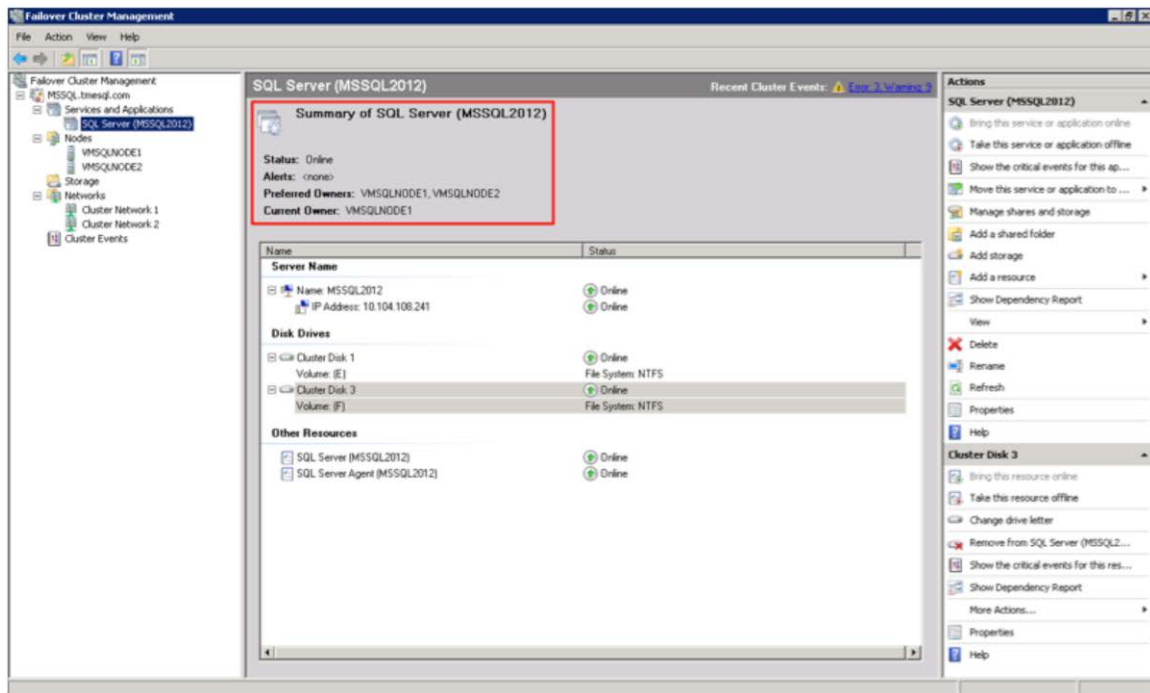 Failover Cluster Management
File Action View Help
Failover Cluster Management
MSSQL.tmesql.com
Services and Applications
SQL Server (MSSQL2012)
Nodes
VMSQLNODE1
VMSQLNODE2
Storage
Networks
Cluster Network 1
Cluster Network 2
Cluster Events
SQL Server (MSSQL2012)
Recent Cluster Events: Error: 3, Warning: 9
Summary of SQL Server (MSSQL2012)
Status: Online
Alerts: <none>
Preferred Owners: VMSQLNODE1, VMSQLNODE2
Current Owner: VMSQLNODE1
Name Status
Server Name
Name: MSSQL2012 Online
IP Address: 10.104.108.241 Online
Disk Drives
Cluster Disk 1 Online
Volume: (E) File System: NTFS
Cluster Disk 3 Online
Volume: (F) File System: NTFS
Other Resources
SQL Server (MSSQL2012) Online
SQL Server Agent (MSSQL2012) Online
Actions
SQL Server (MSSQL2012)
Bring this service or application online
Take this service or application offline
Show the critical events for this ap...
Move this service or application to ...
Manage shares and storage
Add a shared folder
Add storage
Add a resource
Show Dependency Report
View
Delete
Rename
Refresh
Properties
Help
Cluster Disk 3
Bring this resource online
Take this resource offline
Change drive letter
Remove from SQL Server (MSSQL2...
Show the critical events for this res...
Show Dependency Report
More Actions...
Properties
Help